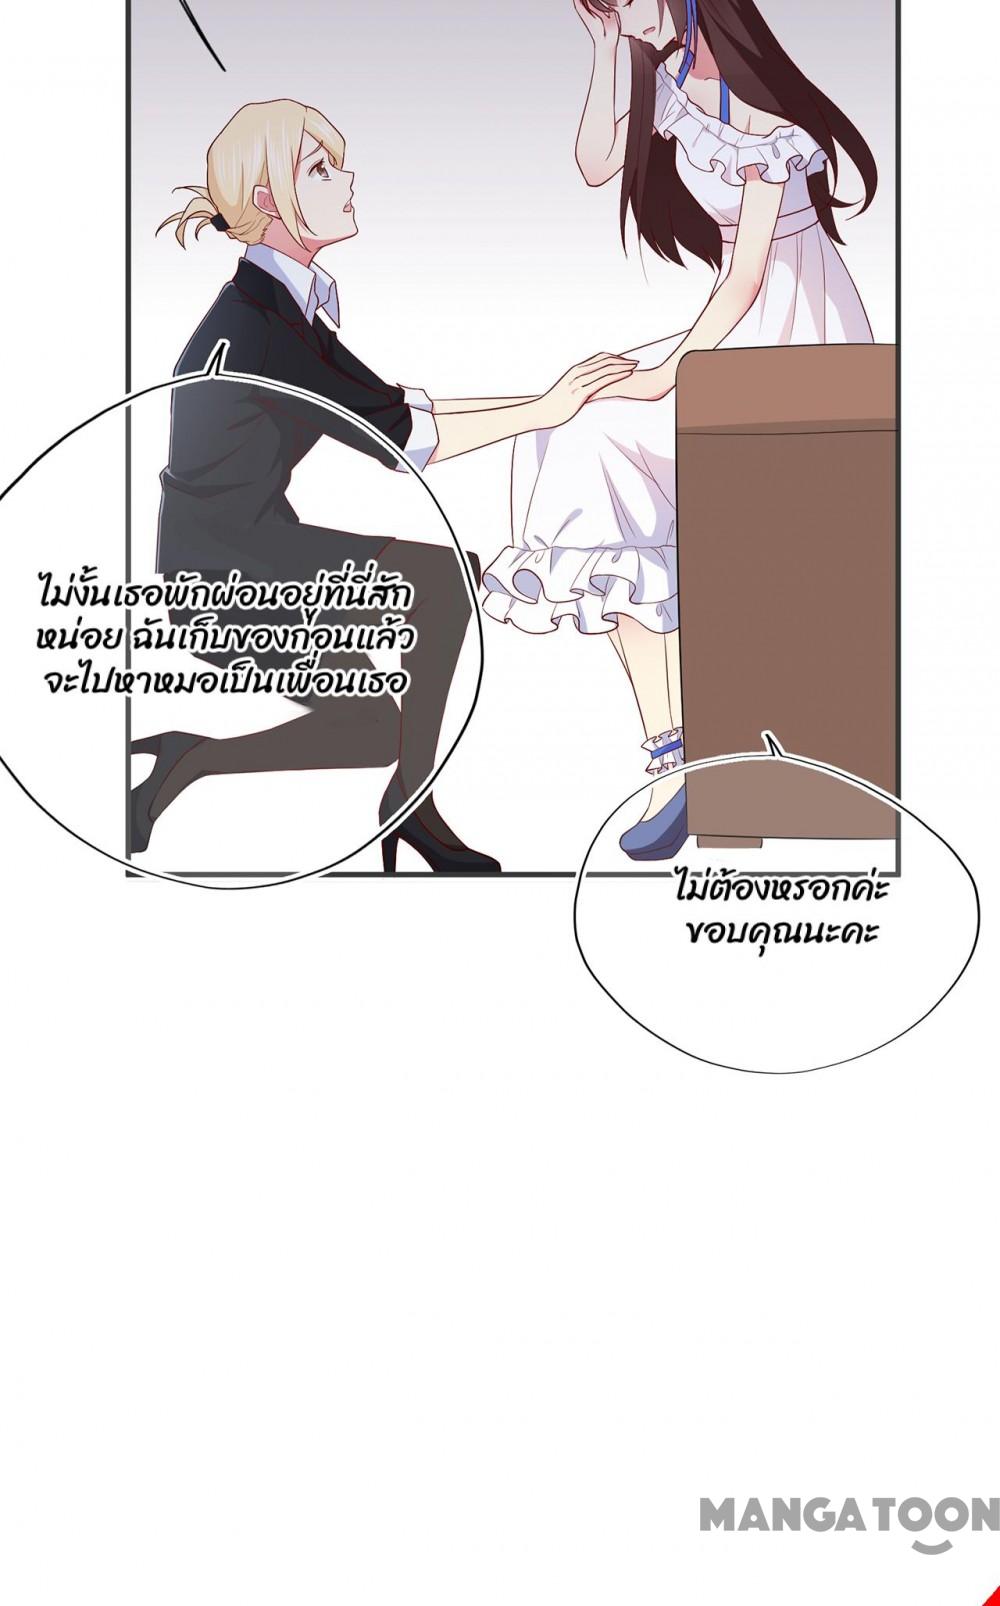 ไม่งั้นเธอพักผ่อนอยู่ที่นี่สัก
หน่อย ฉันเก็บของก่อนแล้ว
จะไปหาหมอเป็นเพื่อนเธอ
ไม่ต้องหรอกค่ะ
ขอบคุณนะคะ
MANGATOON